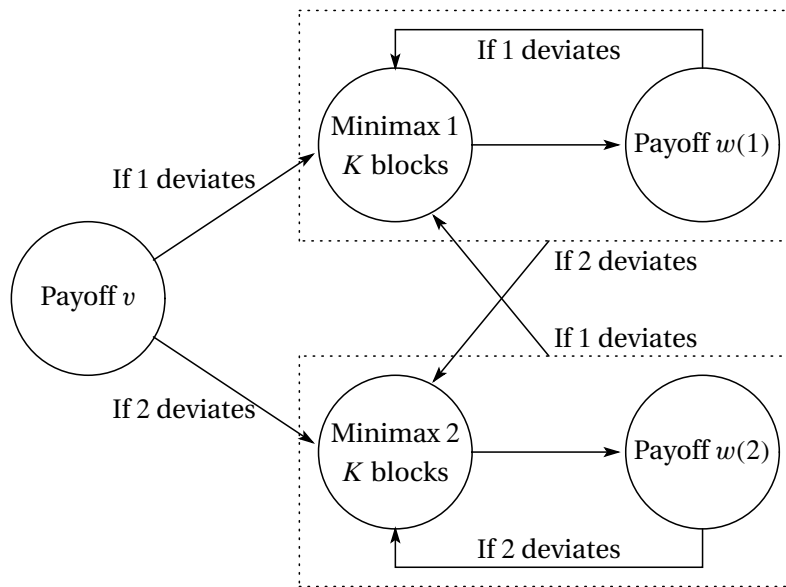 If 1 deviates
Minimax 1
K blocks
Payoff w(1)
If 1 deviates
If 2 deviates
Payoff v
If 1 deviates
If 2 deviates
Minimax 2
K blocks
Payoff w(2)
If 2 deviates